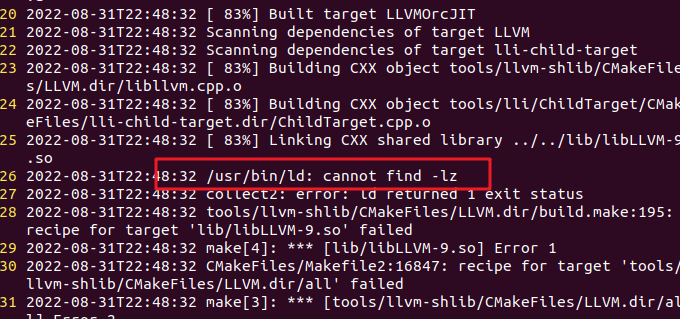 20 2022-08-31T22:48:32 [ 83%] Built target LLVMOrcJIT
21 2022-08-31T22:48:32 Scanning dependencies of target LLVM
22 2022-08-31T22:48:32 Scanning dependencies of target lli-child-target
23 2022-08-31T22:48:32 [ 83%] Building CXX object tools/llvm-shlib/CMakeFile
s/LLVM.dir/libllvm.cpp.o
24 2022-08-31T22:48:32 [ 83%] Building CXX object tools/lli/ChildTarget/CMak
eFiles/lli-child-target.dir/ChildTarget.cpp.o
25 2022-08-31T22:48:32 [ 83%] Linking CXX shared library ../../lib/libLLVM-9
.so
26 2022-08-31T22:48:32 /usr/bin/ld: cannot find -lz
27 2022-08-31T22:48:32 collect2: error: ld returned 1 exit status
28 2022-08-31T22:48:32 tools/llvm-shlib/CMakeFiles/LLVM.dir/build.make:195:
recipe for target 'lib/libLLVM-9.so' failed
29 2022-08-31T22:48:32 make[4]: *** [lib/libLLVM-9.so] Error 1
30 2022-08-31T22:48:32 CMakeFiles/Makefile2:16847: recipe for target 'tools/
llvm-shlib/CMakeFiles/LLVM.dir/all' failed
31 2022-08-31T22:48:32 make[3]: *** [tools/llvm-shlib/CMakeFiles/LLVM.dir/al